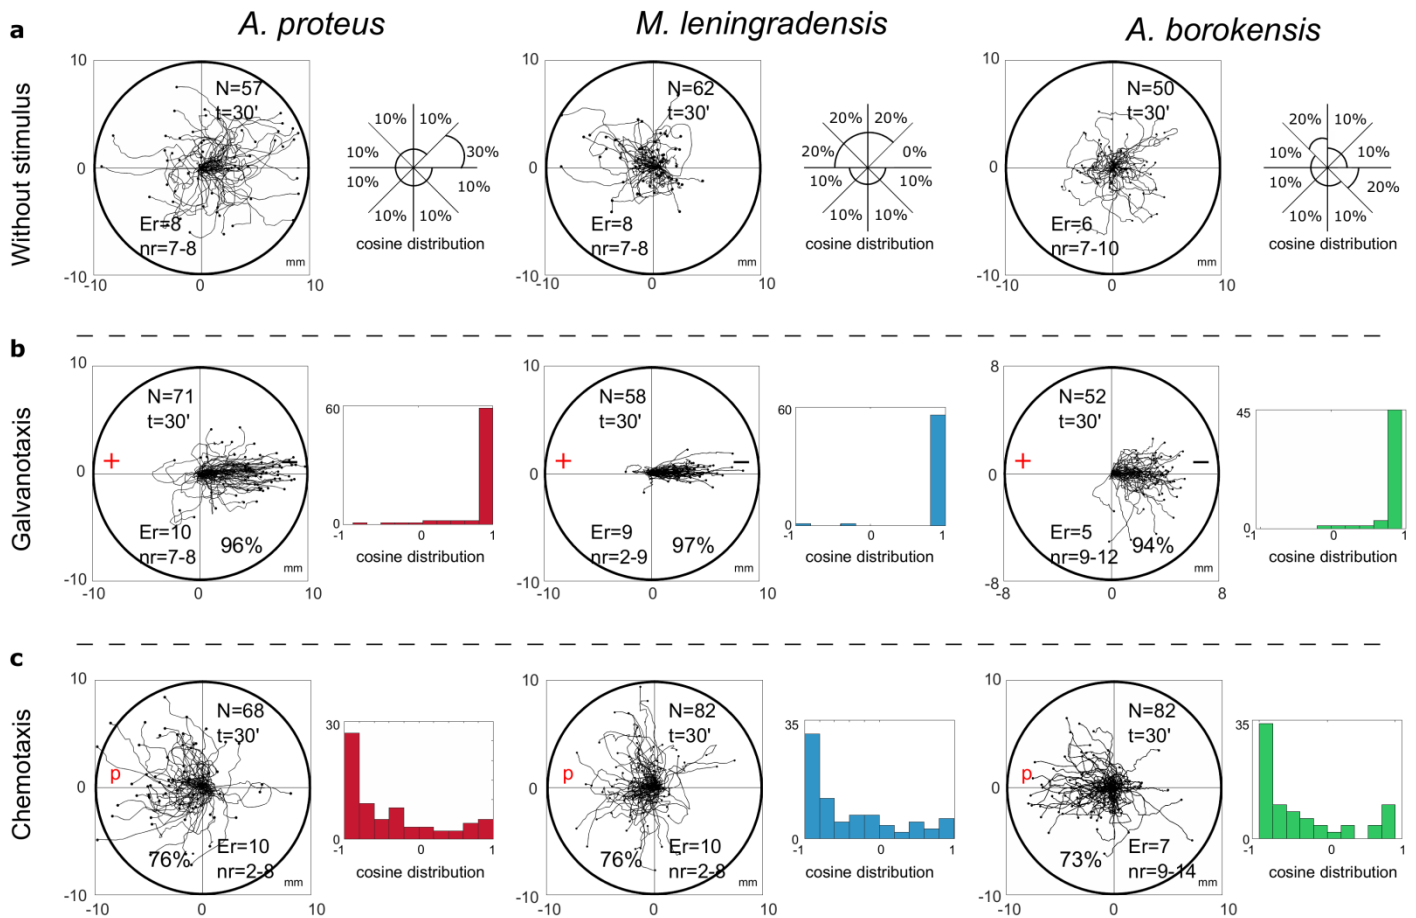 a
A. proteus
M. leningradensis
A. borokensis
Without stimulus
10
0
-10
-10
0
10
N=57
t=30'
Er=8
nr=7-8
mm
10%
10%
10%
30%
10%
10%
10%
10%
cosine distribution
10
0
-10
-10
0
10
N=62
t=30'
Er=8
nr=7-8
mm
20%
20%
20%
0%
10%
10%
10%
10%
cosine distribution
10
0
-10
-10
0
10
N=50
t=30'
Er=6
nr=7-10
mm
20%
10%
10%
10%
10%
20%
10%
10%
cosine distribution
b
Galvanotaxis
10
0
-10
-10
0
10
N=71
t=30'
+
−
Er=10
nr=7-8
96%
mm
60
0
-1
0
1
cosine distribution
10
0
-10
-10
0
10
N=58
t=30'
+
−
Er=9
nr=2-9
97%
mm
60
0
-1
0
1
cosine distribution
8
0
-8
-8
0
8
N=52
t=30'
+
−
Er=5
nr=9-12
94%
mm
45
0
-1
0
1
cosine distribution
c
Chemotaxis
10
0
-10
-10
0
10
N=68
t=30'
p
76%
Er=10
nr=2-8
mm
30
0
-1
0
1
cosine distribution
10
0
-10
-10
0
10
N=82
t=30'
p
76%
Er=10
nr=2-8
mm
35
0
-1
0
1
cosine distribution
10
0
-10
-10
0
10
N=82
t=30'
p
73%
Er=7
nr=9-14
mm
35
0
-1
0
1
cosine distribution